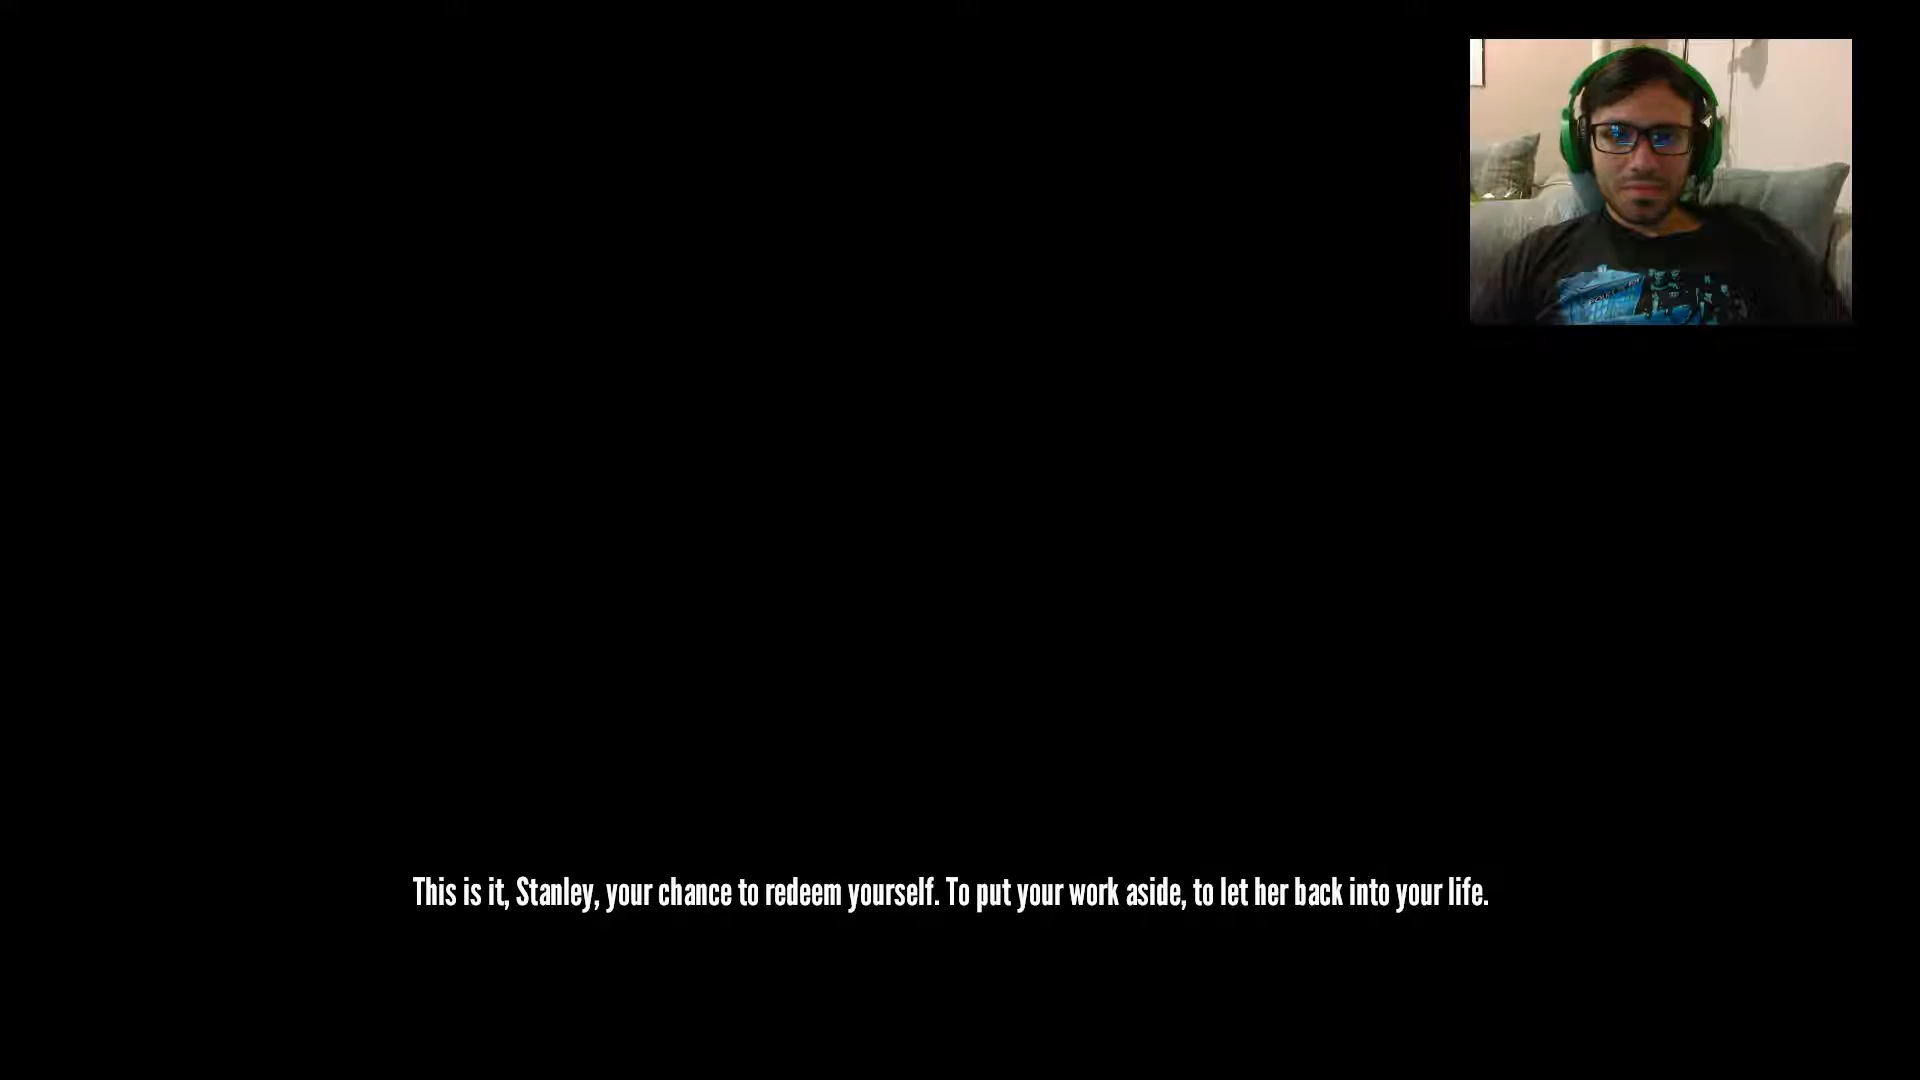 This is it, Stanley, your chance to redeem yourself. To put your work aside, to let her back into your life.